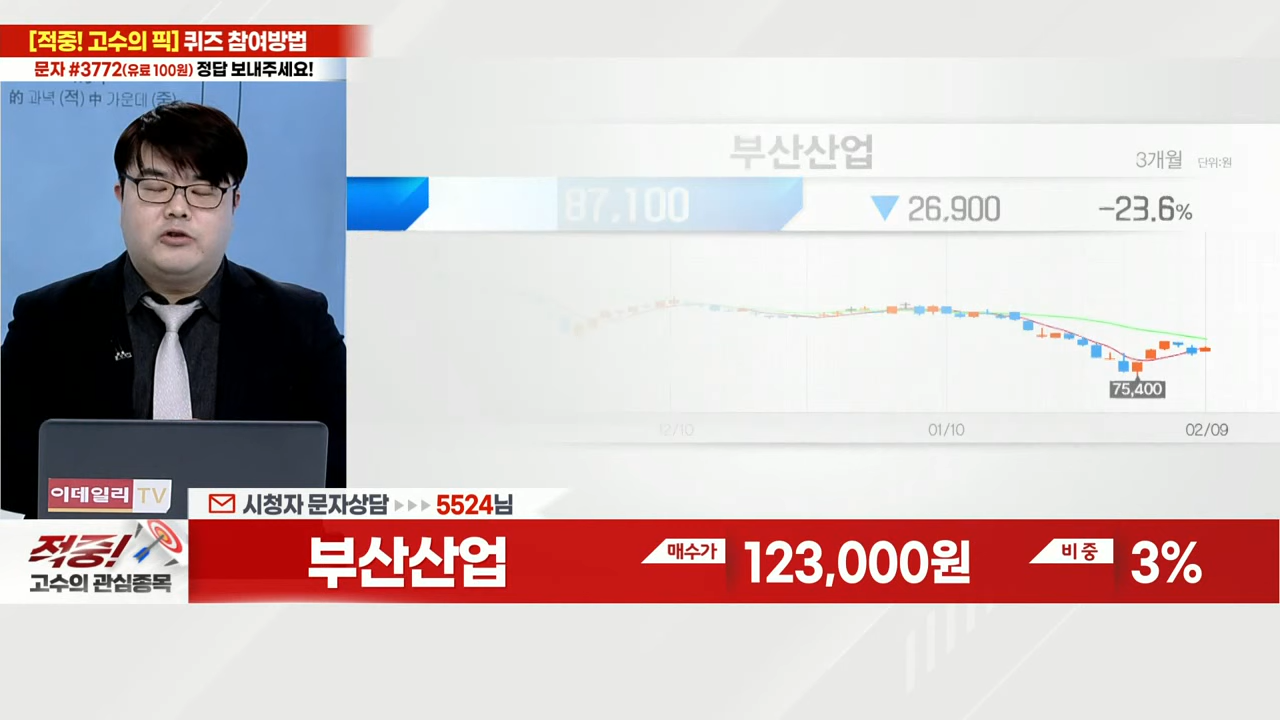 [적중! 고수의 픽] 퀴즈 참여방법
문자 #3772(유료 100원) 정답 보내주세요!
的 과녁 (적) 中 가운데 (중)
부산산업
3개월 단위:원
87,100 ▼ 26,900 -23.6%
75,400
12/10 01/10 02/09
이데일리 TV
시청자 문자상담 ▷▷▷ 5524님
적중!
고수의 관심종목
부산산업 매수가 123,000원 비중 3%